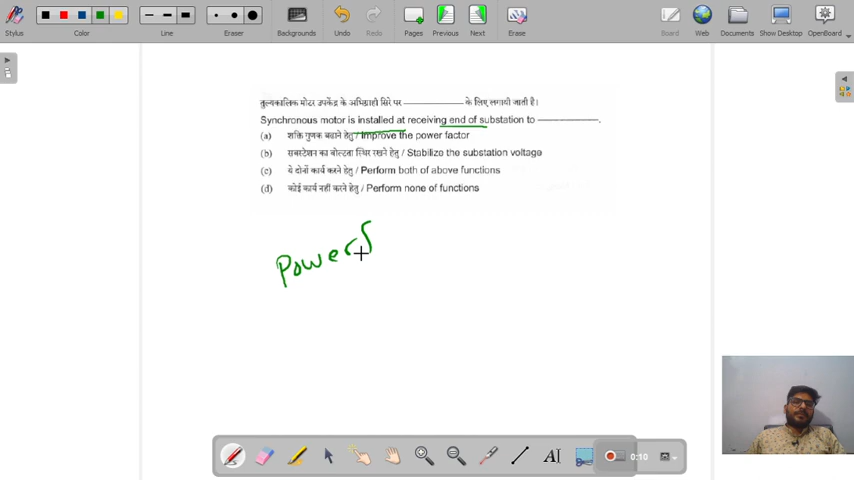 Stylus
Color
Line
Eraser
Backgrounds
Undo
Redo
Pages
Previous
Next
Erase
Board
Web
Documents
Show Desktop
OpenBoard
तुल्यकालिक मोटर उपकेंद्र के अभिग्राही सिरे पर ____________ के लिए लगायी जाती है।
Synchronous motor is installed at receiving end of substation to ____________.
(a) शक्ति गुणक बढाने हेतु / Improve the power factor
(b) सबस्टेशन का वोल्टता स्थिर रखने हेतु / Stabilize the substation voltage
(c) ये दोनों कार्य करने हेतु / Perform both of above functions
(d) कोई कार्य नहीं करने हेतु / Perform none of functions
Power
0:10